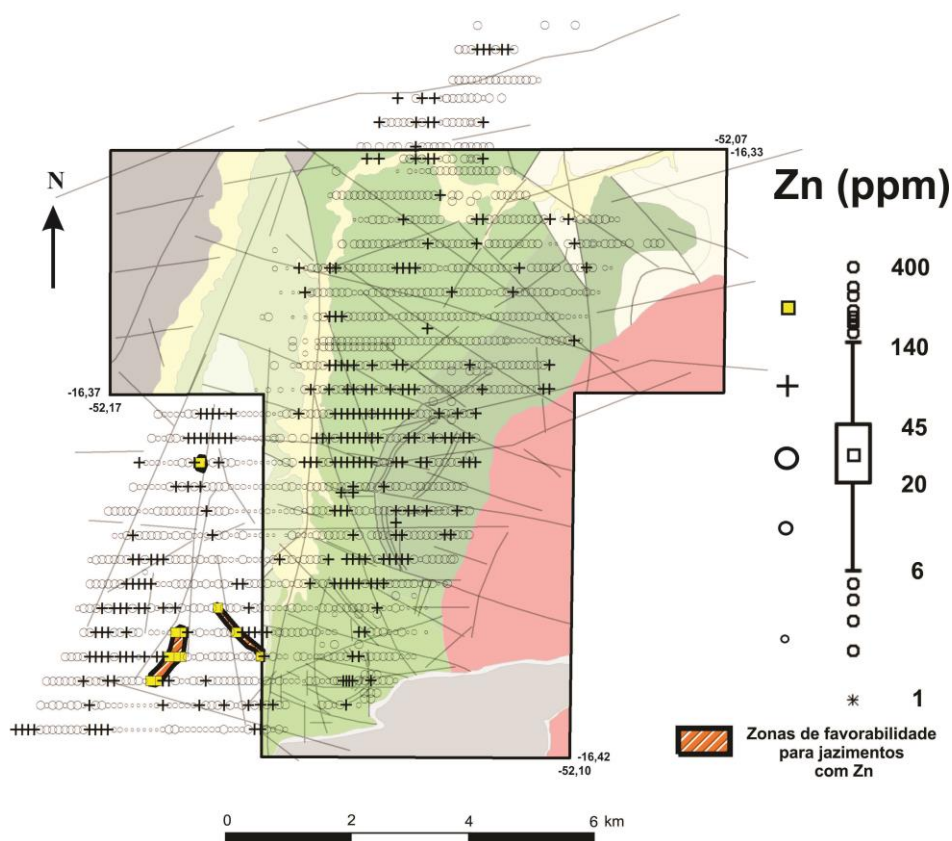 -52,07
-16,33
N
Zn (ppm)
400
140
-16,37
-52,17
45
20
6
1
Zonas de favorabilidade
para jazimentos
com Zn
-16,42
-52,10
0 2 4 6 km